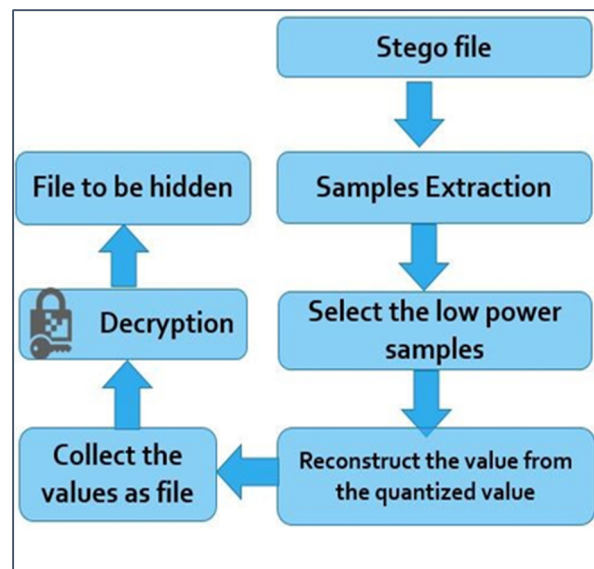 Stego file
Samples Extraction
Select the low power
samples
Reconstruct the value from
the quantized value
Collect the
values as file
Decryption
File to be hidden